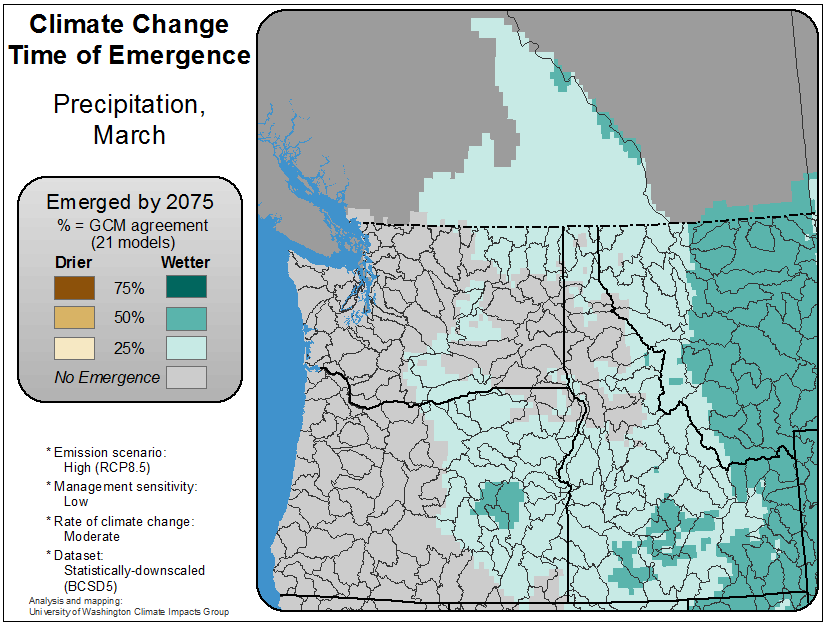 Climate Change
Time of Emergence
Precipitation,
March
Emerged by 2075
% = GCM agreement
(21 models)
Drier Wetter
75%
50%
25%
No Emergence
* Emission scenario:
High (RCP8.5)
* Management sensitivity:
Low
* Rate of climate change:
Moderate
* Dataset:
Statistically-downscaled
(BCSD5)
Analysis and mapping:
University of Washington Climate Impacts Group